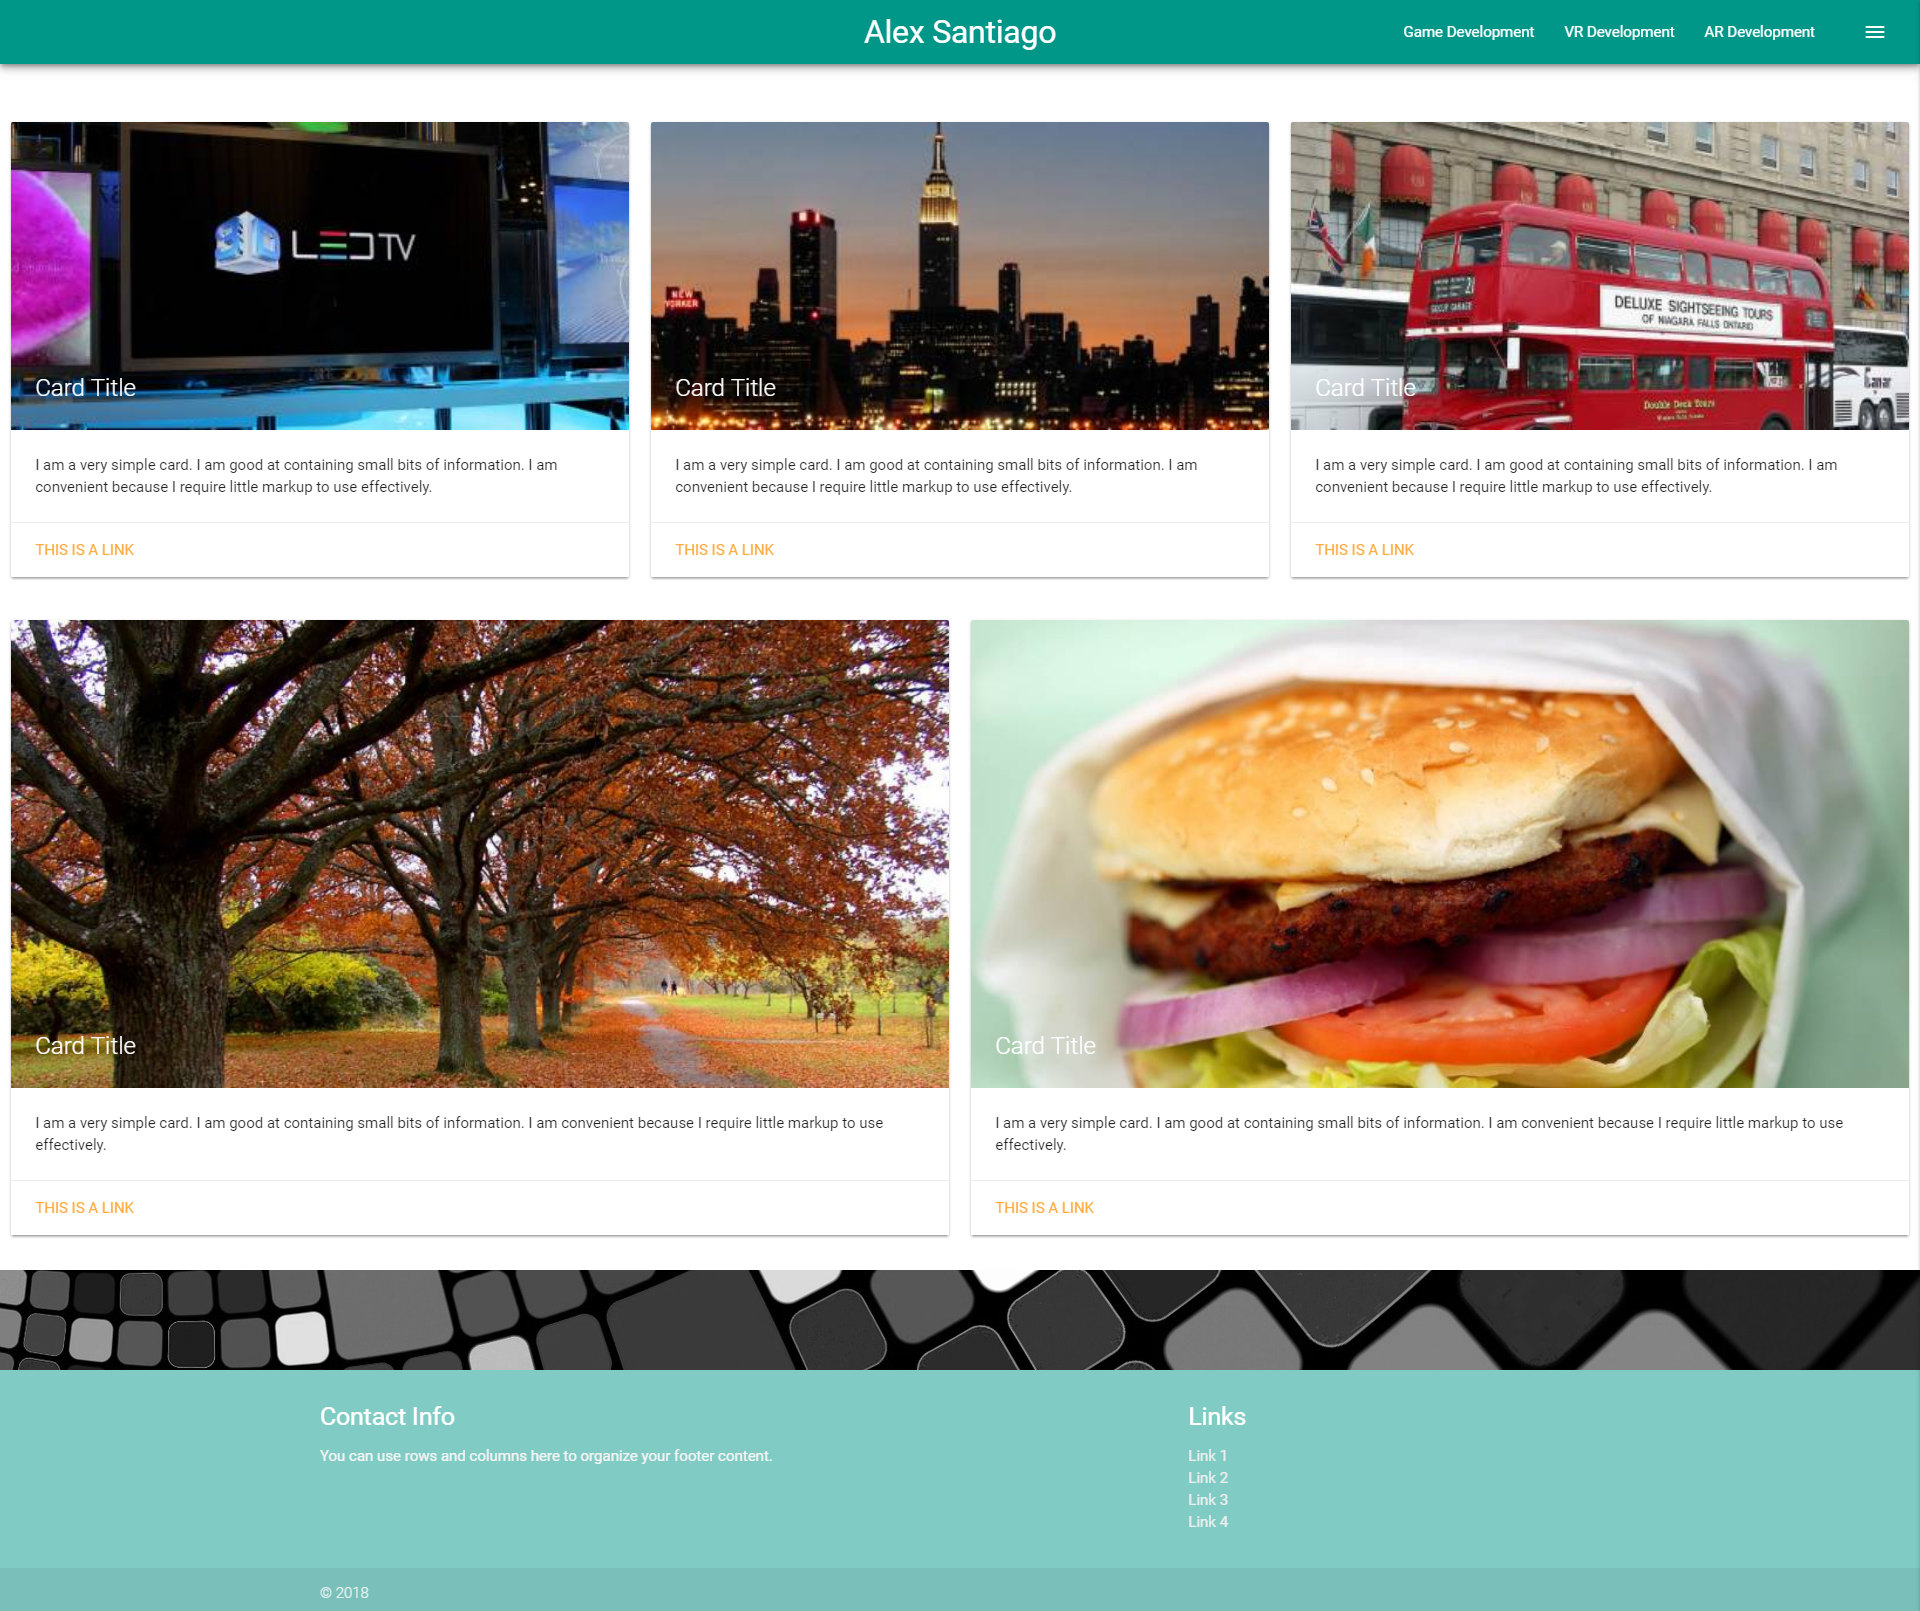 Alex Santiago
Game Development
VR Development
AR Development
3D LED TV
Card Title
I am a very simple card. I am good at containing small bits of information. I am
convenient because I require little markup to use effectively.
THIS IS A LINK
NEW
YORKER
Card Title
I am a very simple card. I am good at containing small bits of information. I am
convenient because I require little markup to use effectively.
THIS IS A LINK
DELUXE SIGHTSEEING TOURS
OF NIAGARA FALLS ONTARIO
Double Deck Tours
Card Title
I am a very simple card. I am good at containing small bits of information. I am
convenient because I require little markup to use effectively.
THIS IS A LINK
Card Title
I am a very simple card. I am good at containing small bits of information. I am convenient because I require little markup to use
effectively.
THIS IS A LINK
Card Title
I am a very simple card. I am good at containing small bits of information. I am convenient because I require little markup to use
effectively.
THIS IS A LINK
Contact Info
You can use rows and columns here to organize your footer content.
Links
Link 1
Link 2
Link 3
Link 4
© 2018